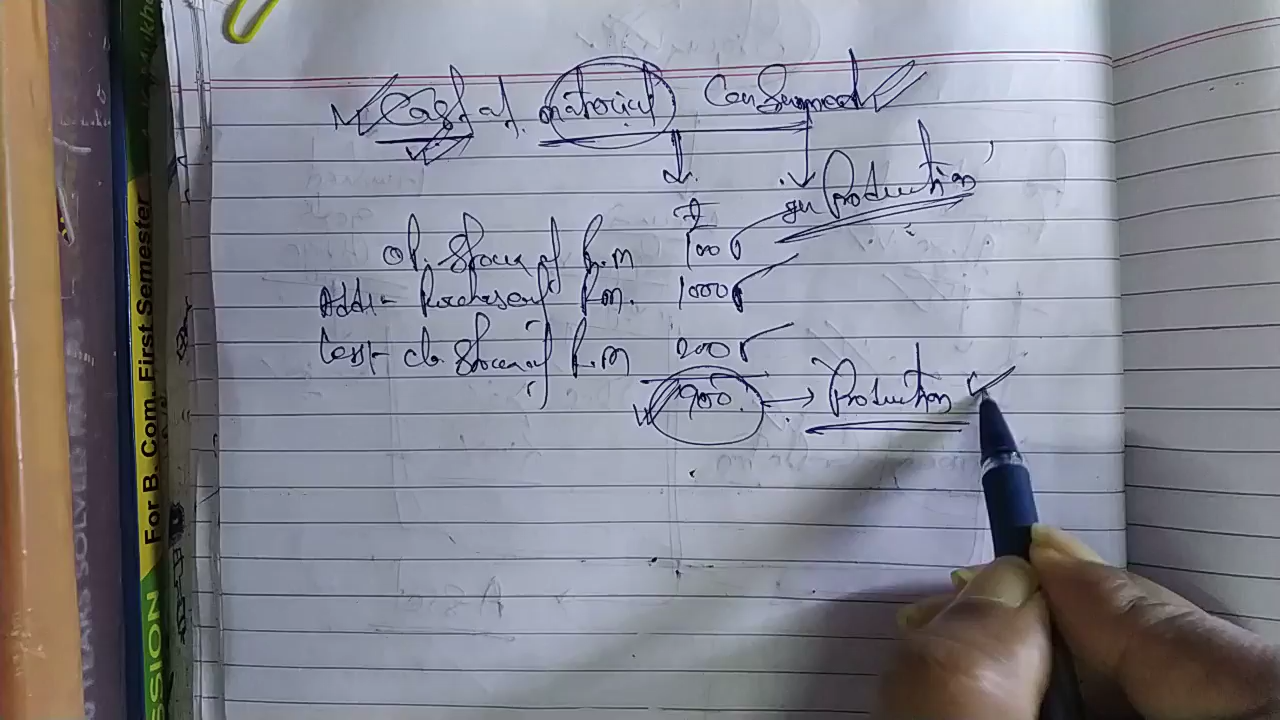 Cost of material Consumed
in Production
₹
Op. Stock of R.m 100
Add:- Purchase of R.m. 1000
Less:- cl. Stock of R.m 200
900 → Production
For B. Com. First Semester
SSION